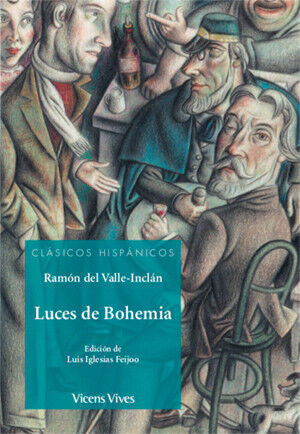 CLÁSICOS HISPÁNICOS
Ramón del Valle-Inclán
Luces de Bohemia
Edición de
Luis Iglesias Feijoo
Vicens Vives